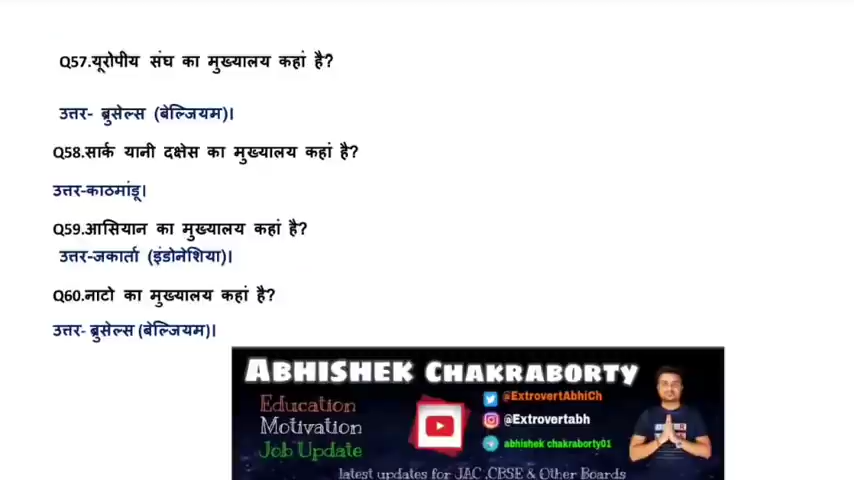 Q57.यूरोपीय संघ का मुख्यालय कहां है?
उत्तर- ब्रुसेल्स (बेल्जियम)।
Q58.सार्क यानी दक्षेस का मुख्यालय कहां है?
उत्तर-काठमांडू।
Q59.आसियान का मुख्यालय कहां है?
उत्तर-जकार्ता (इंडोनेशिया)।
Q60.नाटो का मुख्यालय कहां है?
उत्तर- ब्रुसेल्स (बेल्जियम)।
ABHISHEK CHAKRABORTY
Education
Motivation
Job Update
@ExtrovertAbhiCh
@Extrovertabh
abhishek chakraborty01
latest updates for JAC ,CBSE & Other Boards